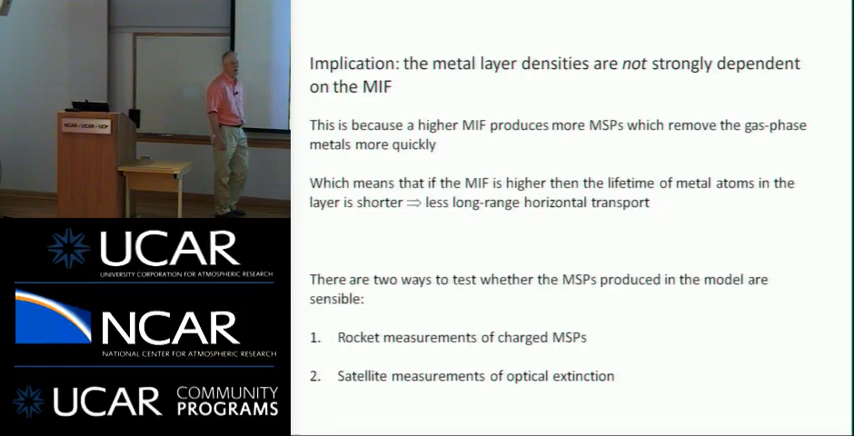 Implication: the metal layer densities are not strongly dependent
on the MIF
This is because a higher MIF produces more MSPs which remove the gas-phase
metals more quickly
Which means that if the MIF is higher then the lifetime of metal atoms in the
layer is shorter ⇒ less long-range horizontal transport
There are two ways to test whether the MSPs produced in the model are
sensible:
1. Rocket measurements of charged MSPs
2. Satellite measurements of optical extinction
NCAR - UCAR - UOP
UCAR
UNIVERSITY CORPORATION FOR ATMOSPHERIC RESEARCH
NCAR
NATIONAL CENTER FOR ATMOSPHERIC RESEARCH
UCAR COMMUNITY
PROGRAMS